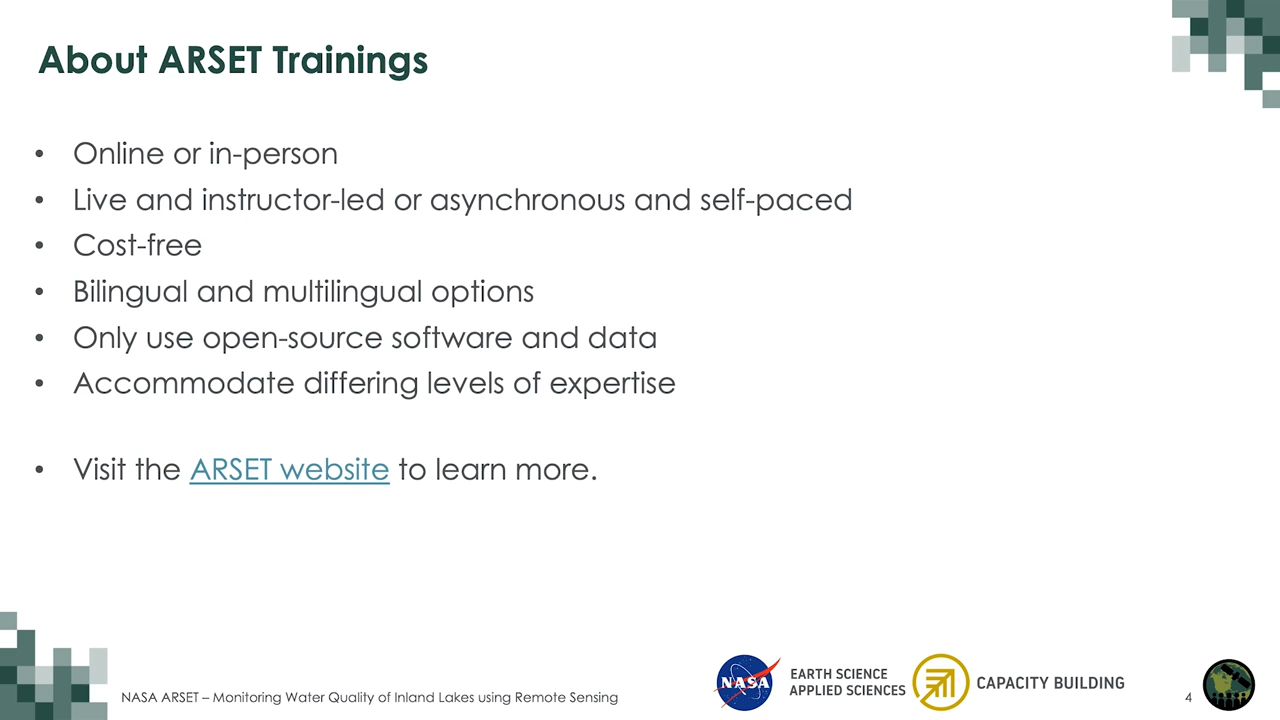 About ARSET Trainings
• Online or in-person
• Live and instructor-led or asynchronous and self-paced
• Cost-free
• Bilingual and multilingual options
• Only use open-source software and data
• Accommodate differing levels of expertise
• Visit the ARSET website to learn more.
NASA ARSET – Monitoring Water Quality of Inland Lakes using Remote Sensing
NASA
EARTH SCIENCE
APPLIED SCIENCES
CAPACITY BUILDING
4